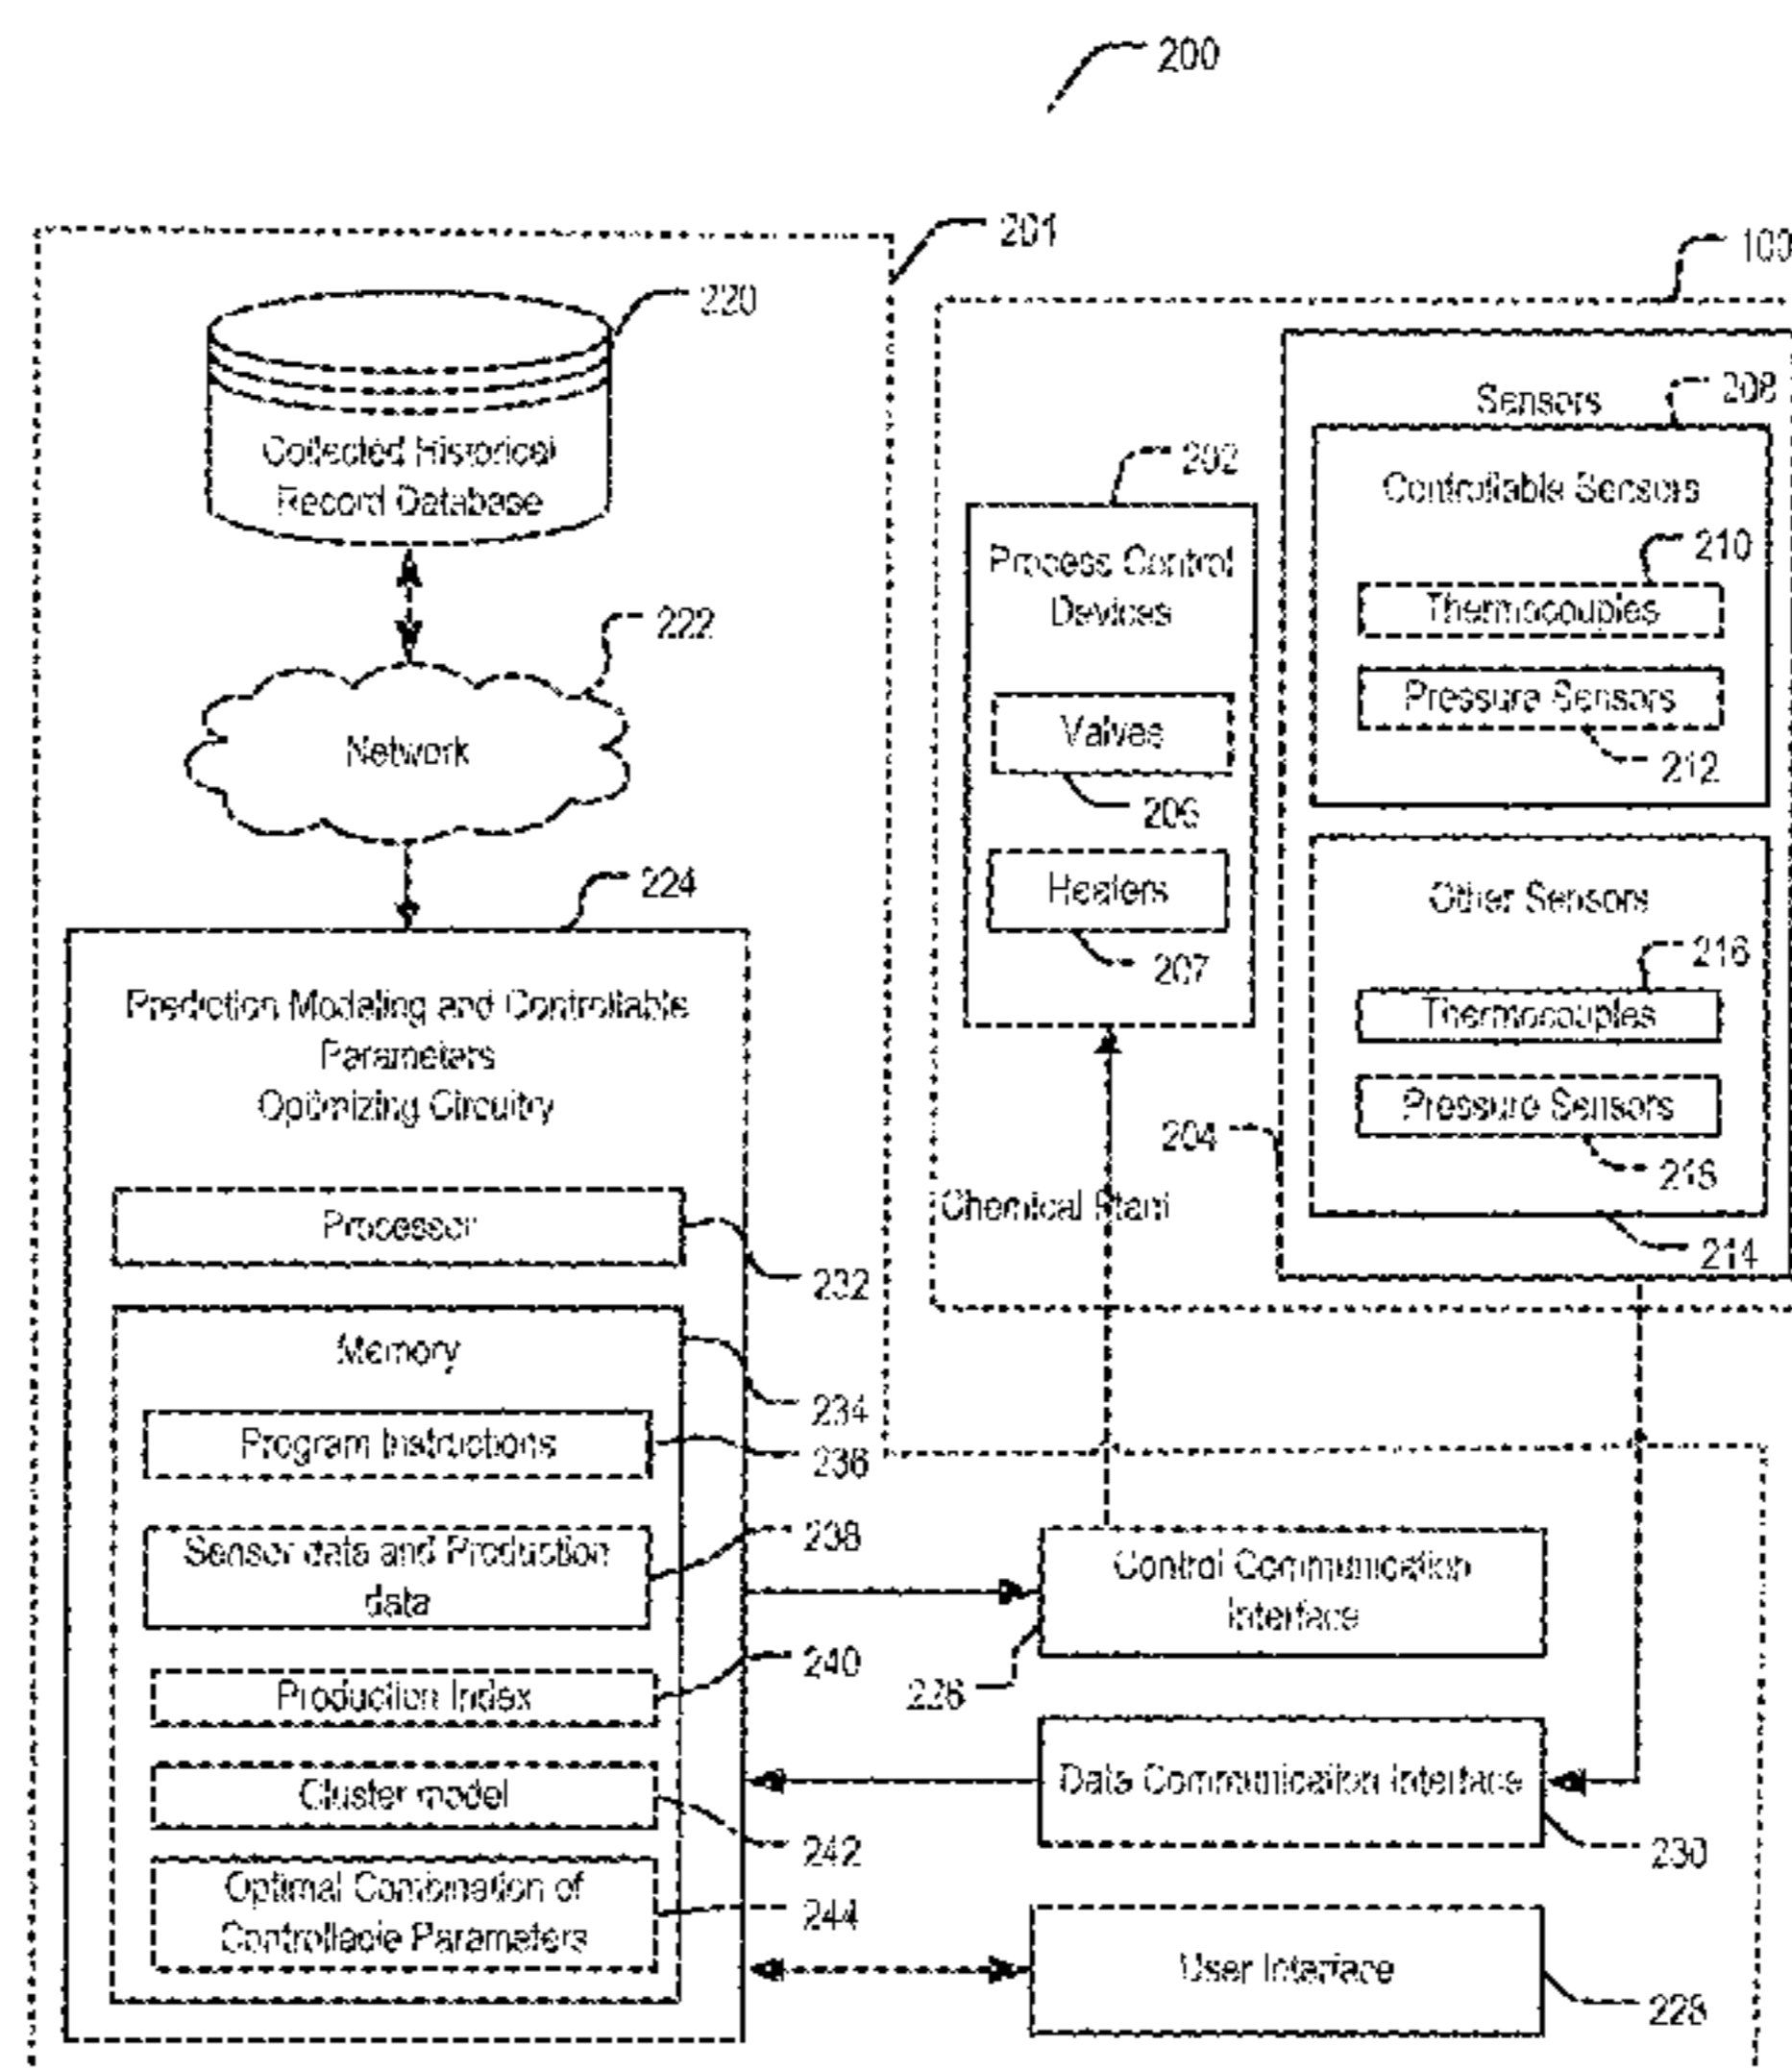 200
201
100
220
Collected Historical
Record Database
222
Network
224
Prediction Modeling and Controllable
Parameters
Optimizing Circuitry
Processor
232
Memory
234
Program Instructions
236
Sensor data and Production
data
238
Production Index
240
Cluster model
242
Optimal Combination of
Controllable Parameters
244
202
Process Control
Devices
Valves
206
Heaters
207
Chemical Plant
204
Sensors
208
Controllable Sensors
210
Thermocouples
Pressure Sensors
212
Other Sensors
216
Thermocouples
Pressure Sensors
218
214
Control Communication
Interface
226
Data Communication Interface
230
User Interface
228